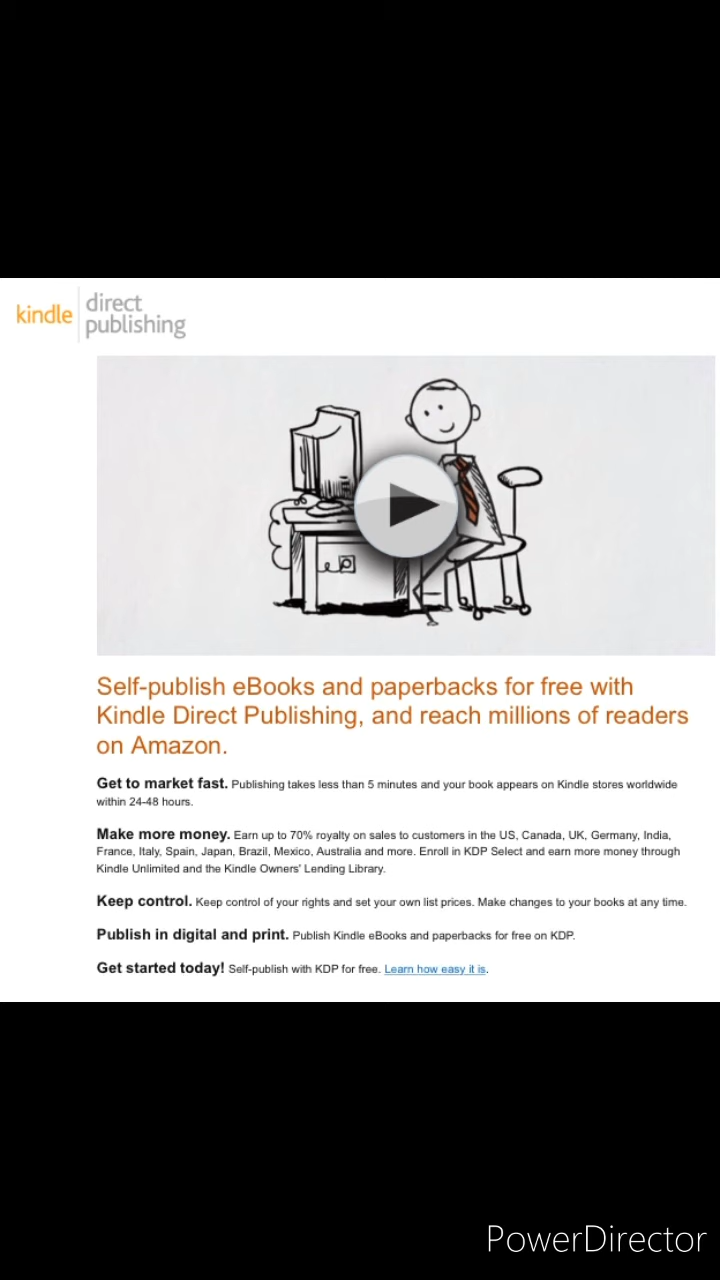 kindle
direct
publishing
Self-publish eBooks and paperbacks for free with
Kindle Direct Publishing, and reach millions of readers
on Amazon.
Get to market fast. Publishing takes less than 5 minutes and your book appears on Kindle stores worldwide
within 24-48 hours.
Make more money. Earn up to 70% royalty on sales to customers in the US, Canada, UK, Germany, India,
France, Italy, Spain, Japan, Brazil, Mexico, Australia and more. Enroll in KDP Select and earn more money through
Kindle Unlimited and the Kindle Owners' Lending Library.
Keep control. Keep control of your rights and set your own list prices. Make changes to your books at any time.
Publish in digital and print. Publish Kindle eBooks and paperbacks for free on KDP.
Get started today! Self-publish with KDP for free. Learn how easy it is.
PowerDirector